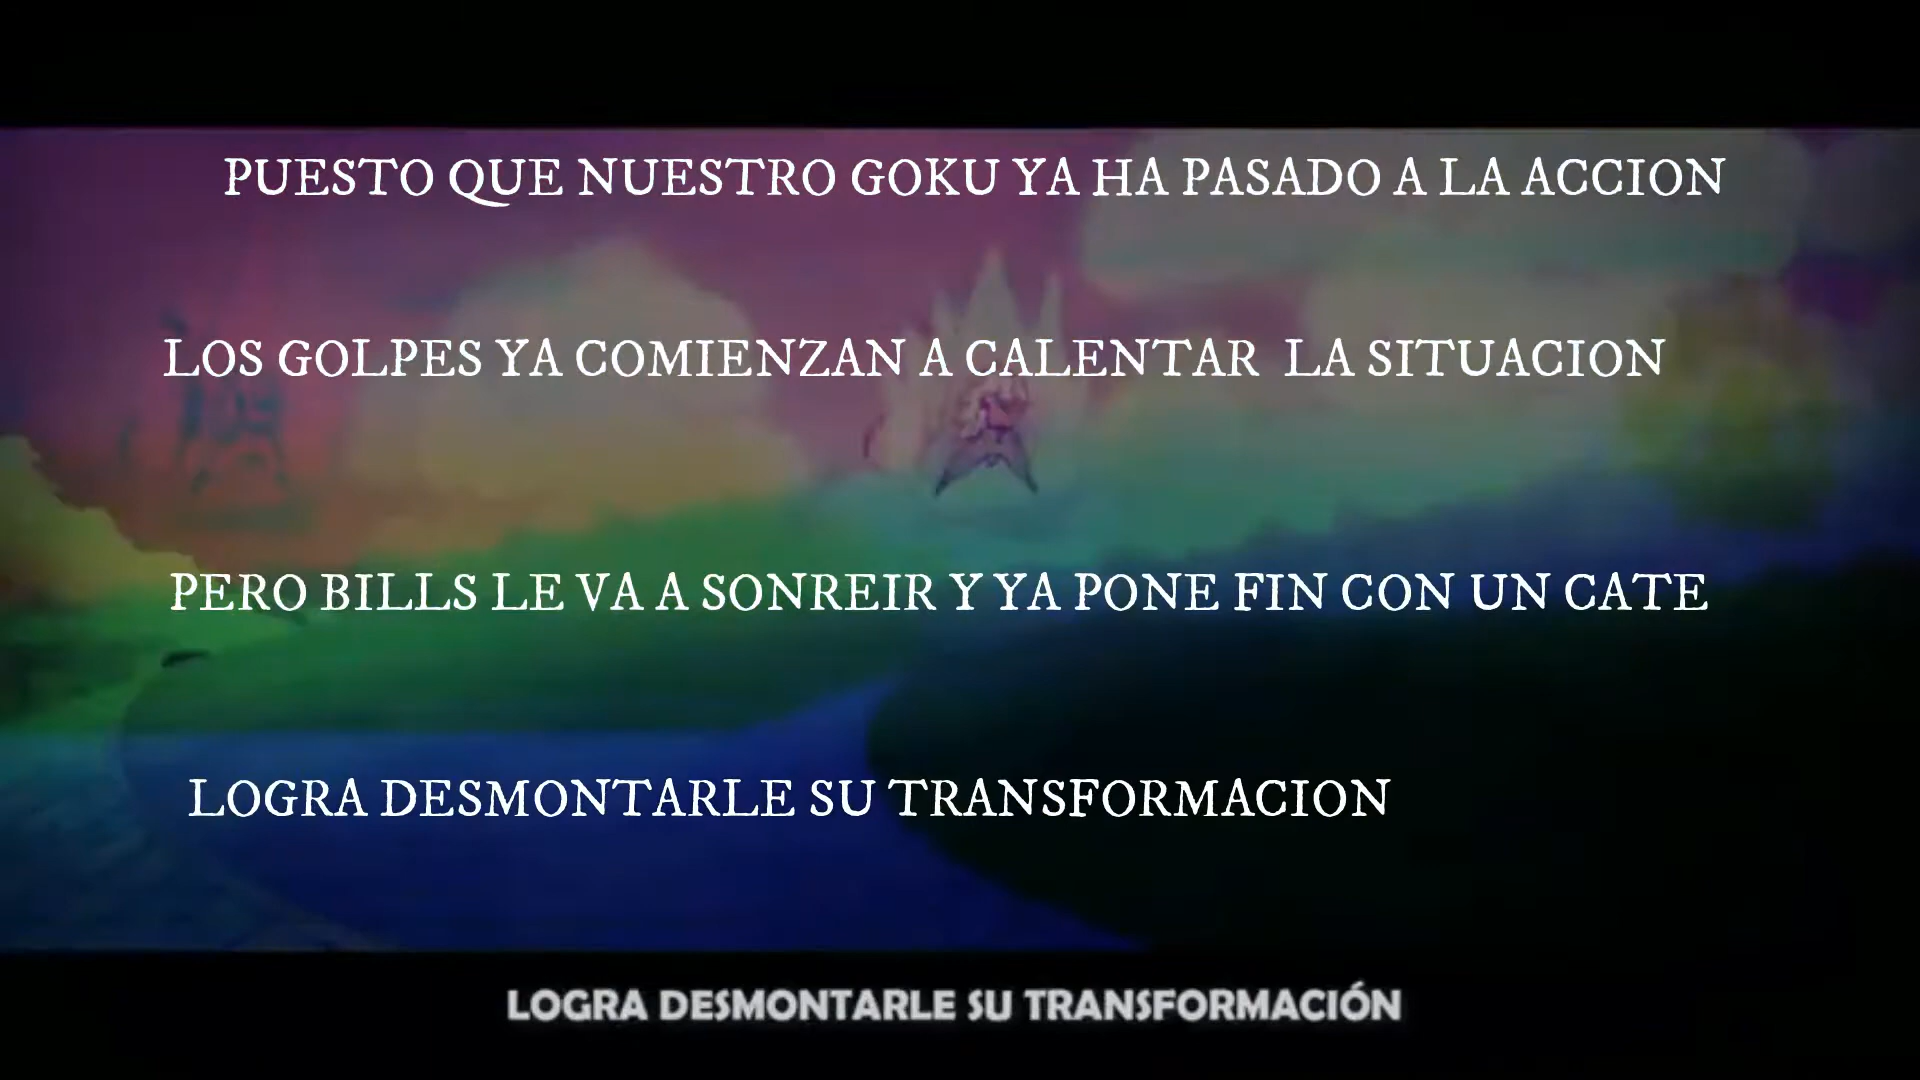 PUESTO QUE NUESTRO GOKU YA HA PASADO A LA ACCION
LOS GOLPES YA COMIENZAN A CALENTAR LA SITUACION
PERO BILLS LE VA A SONREIR Y YA PONE FIN CON UN CATE
LOGRA DESMONTARLE SU TRANSFORMACION
LOGRA DESMONTARLE SU TRANSFORMACIÓN